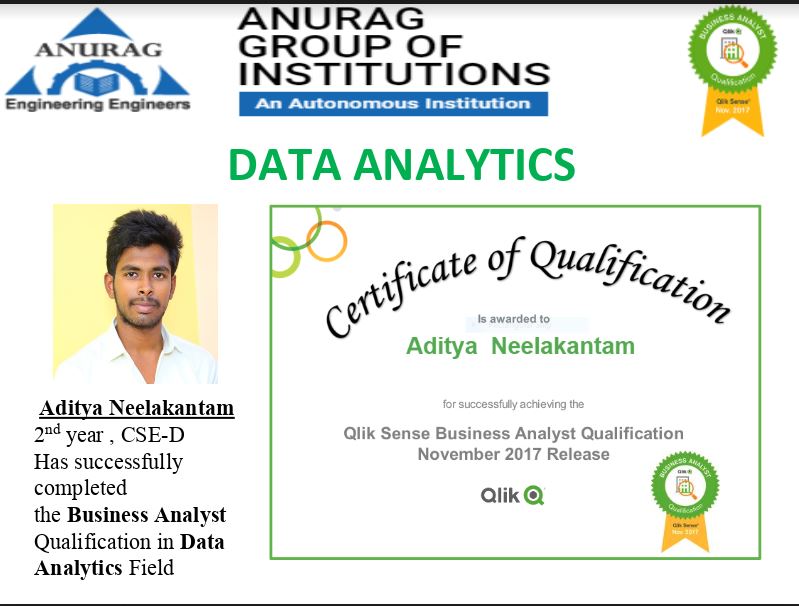 ANURAG
Engineering Engineers
ANURAG
GROUP OF
INSTITUTIONS
An Autonomous Institution
BUSINESS ANALYST
Qlik
Qualification
Qlik Sense®
Nov. 2017
DATA ANALYTICS
Aditya Neelakantam
2nd year , CSE-D
Has successfully
completed
the Business Analyst
Qualification in Data
Analytics Field
Certificate of Qualification
Is awarded to
Aditya Neelakantam
for successfully achieving the
Qlik Sense Business Analyst Qualification
November 2017 Release
Qlik
BUSINESS ANALYST
Qlik
Qualification
Qlik Sense®
Nov. 2017